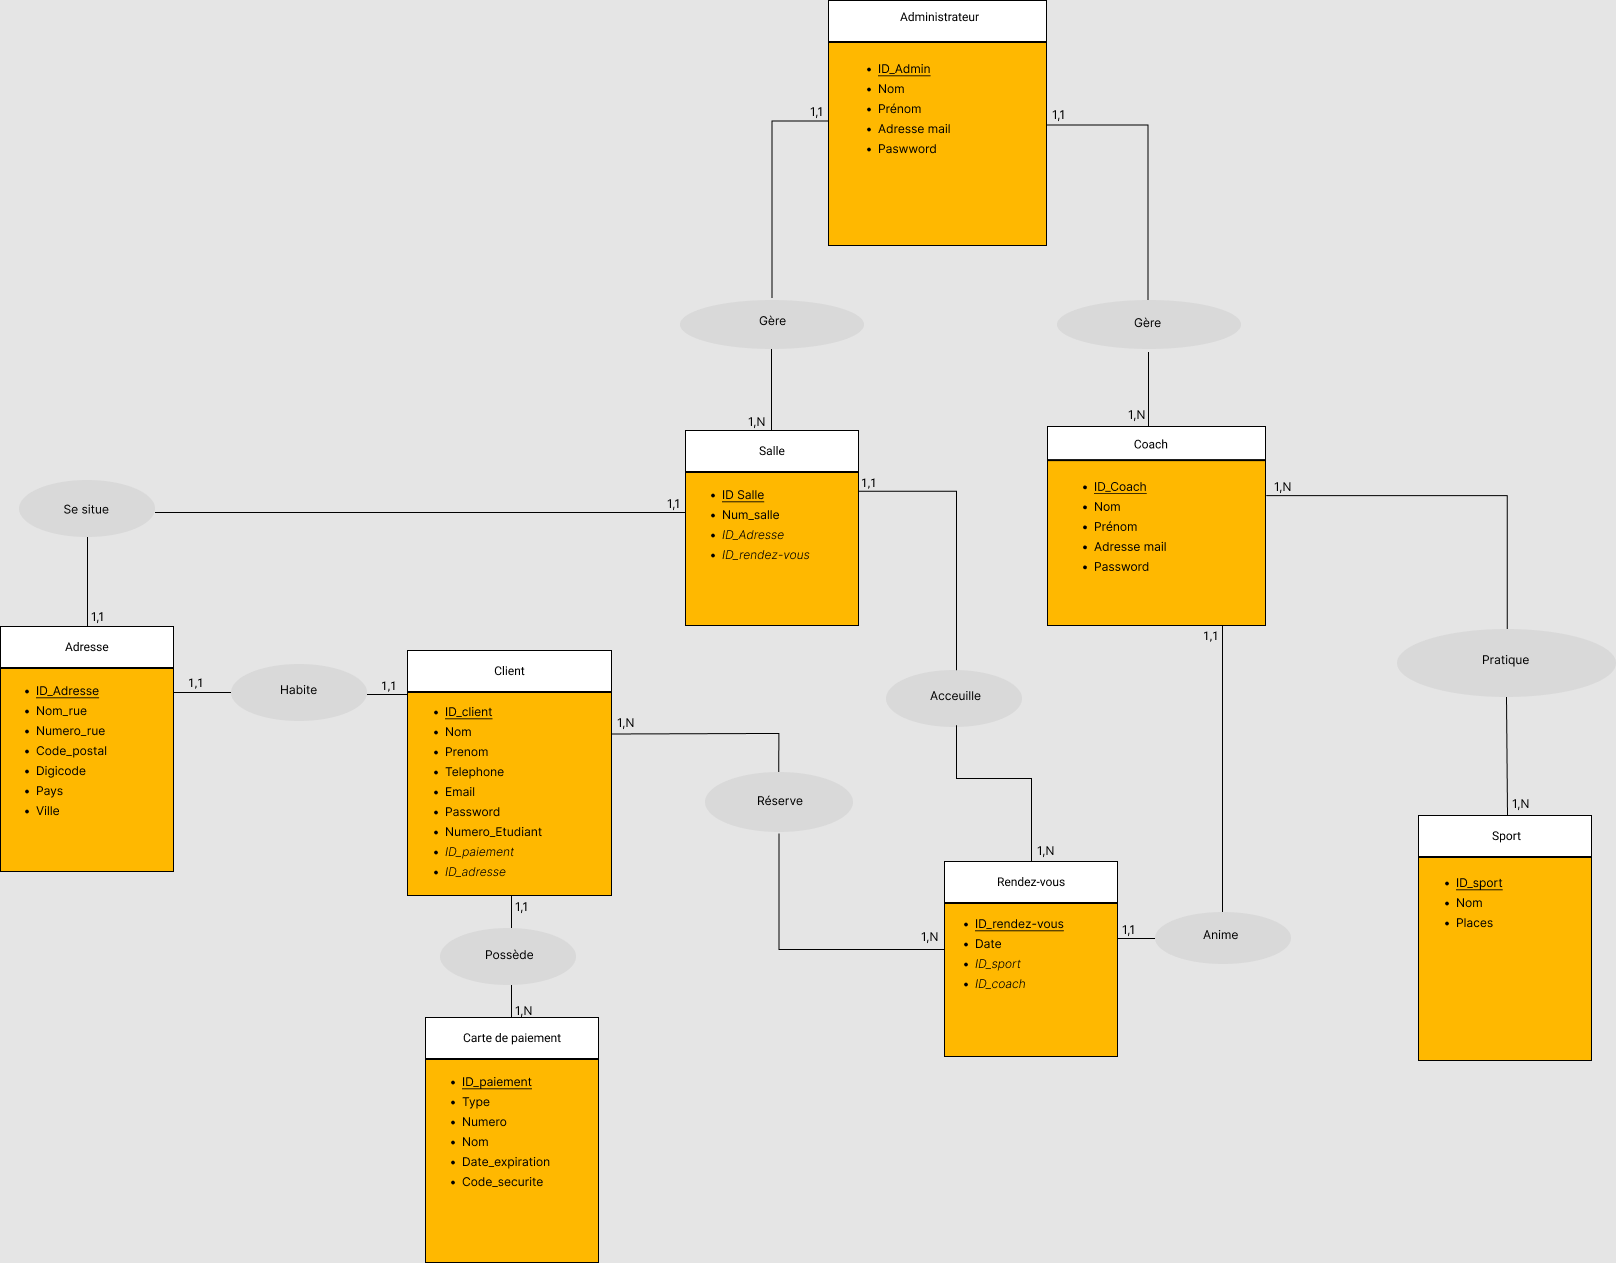 Administrateur
ID_Admin
Nom
Prénom
Adresse mail
Paswword
1,1
1,1
Gère
Gère
1,N
1,N
Salle
ID Salle
Num_salle
ID_Adresse
ID_rendez-vous
1,1
1,1
Coach
ID_Coach
Nom
Prénom
Adresse mail
Password
1,N
1,1
Se situe
1,1
Adresse
ID_Adresse
Nom_rue
Numero_rue
Code_postal
Digicode
Pays
Ville
1,1
Habite
1,1
Client
ID_client
Nom
Prenom
Telephone
Email
Password
Numero_Etudiant
ID_paiement
ID_adresse
1,N
1,1
Réserve
Acceuille
Pratique
1,N
Sport
ID_sport
Nom
Places
1,N
1,N
Rendez-vous
ID_rendez-vous
Date
ID_sport
ID_coach
1,1
Anime
Possède
1,N
Carte de paiement
ID_paiement
Type
Numero
Nom
Date_expiration
Code_securite